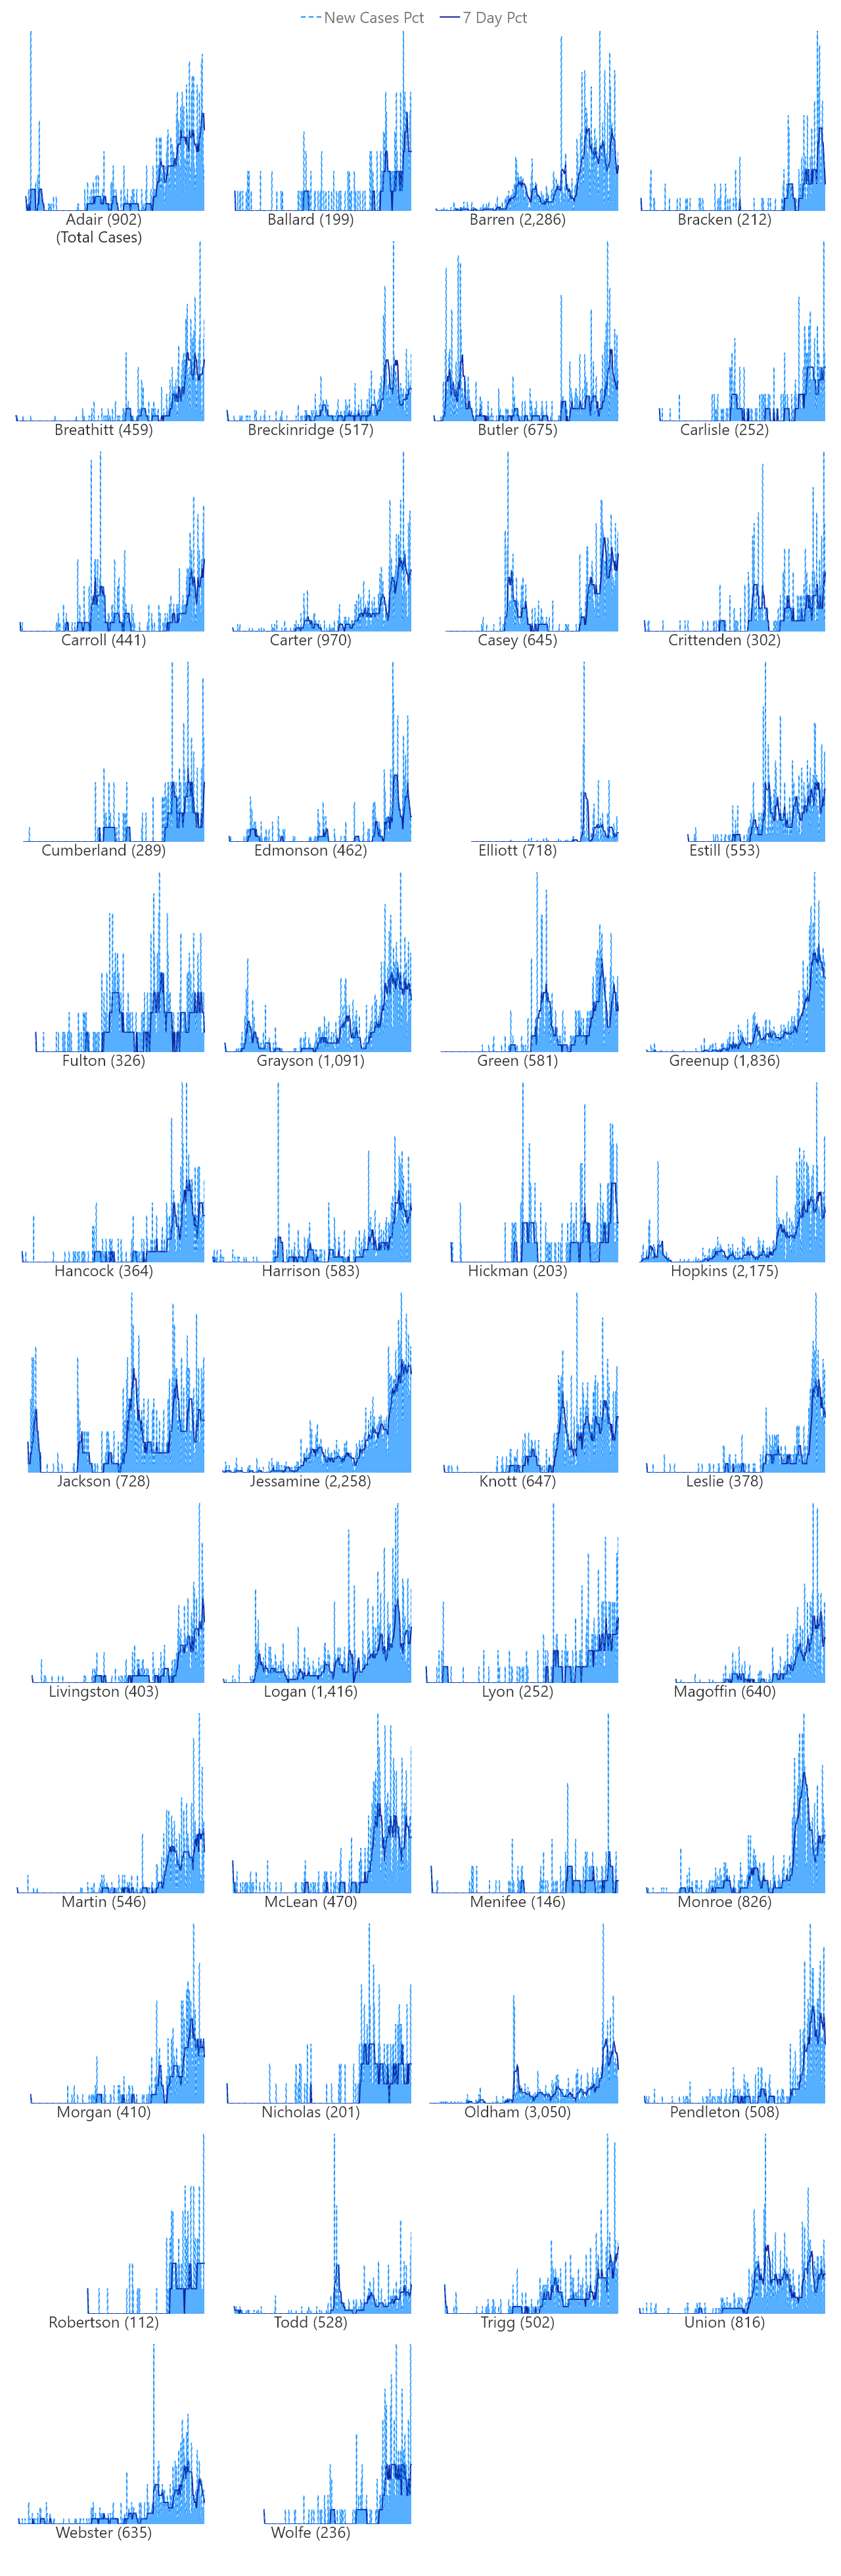 New Cases Pct 7 Day Pct
Adair (902) Ballard (199) Barren (2,286) Bracken (212)
(Total Cases)
Breathitt (459) Breckinridge (517) Butler (675) Carlisle (252)
Carroll (441) Carter (970) Casey (645) Crittenden (302)
Cumberland (289) Edmonson (462) Elliott (718) Estill (553)
Fulton (326) Grayson (1,091) Green (581) Greenup (1,836)
Hancock (364) Harrison (583) Hickman (203) Hopkins (2,175)
Jackson (728) Jessamine (2,258) Knott (647) Leslie (378)
Livingston (403) Logan (1,416) Lyon (252) Magoffin (640)
Martin (546) McLean (470) Menifee (146) Monroe (826)
Morgan (410) Nicholas (201) Oldham (3,050) Pendleton (508)
Robertson (112) Todd (528) Trigg (502) Union (816)
Webster (635) Wolfe (236)